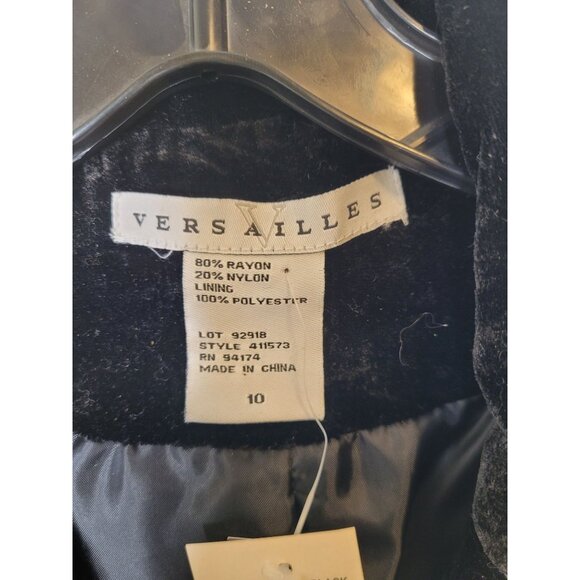 VERSAILLES
80% RAYON
20% NYLON
LINING
100% POLYESTER
LOT 92918
STYLE 411573
RN 94174
MADE IN CHINA
10